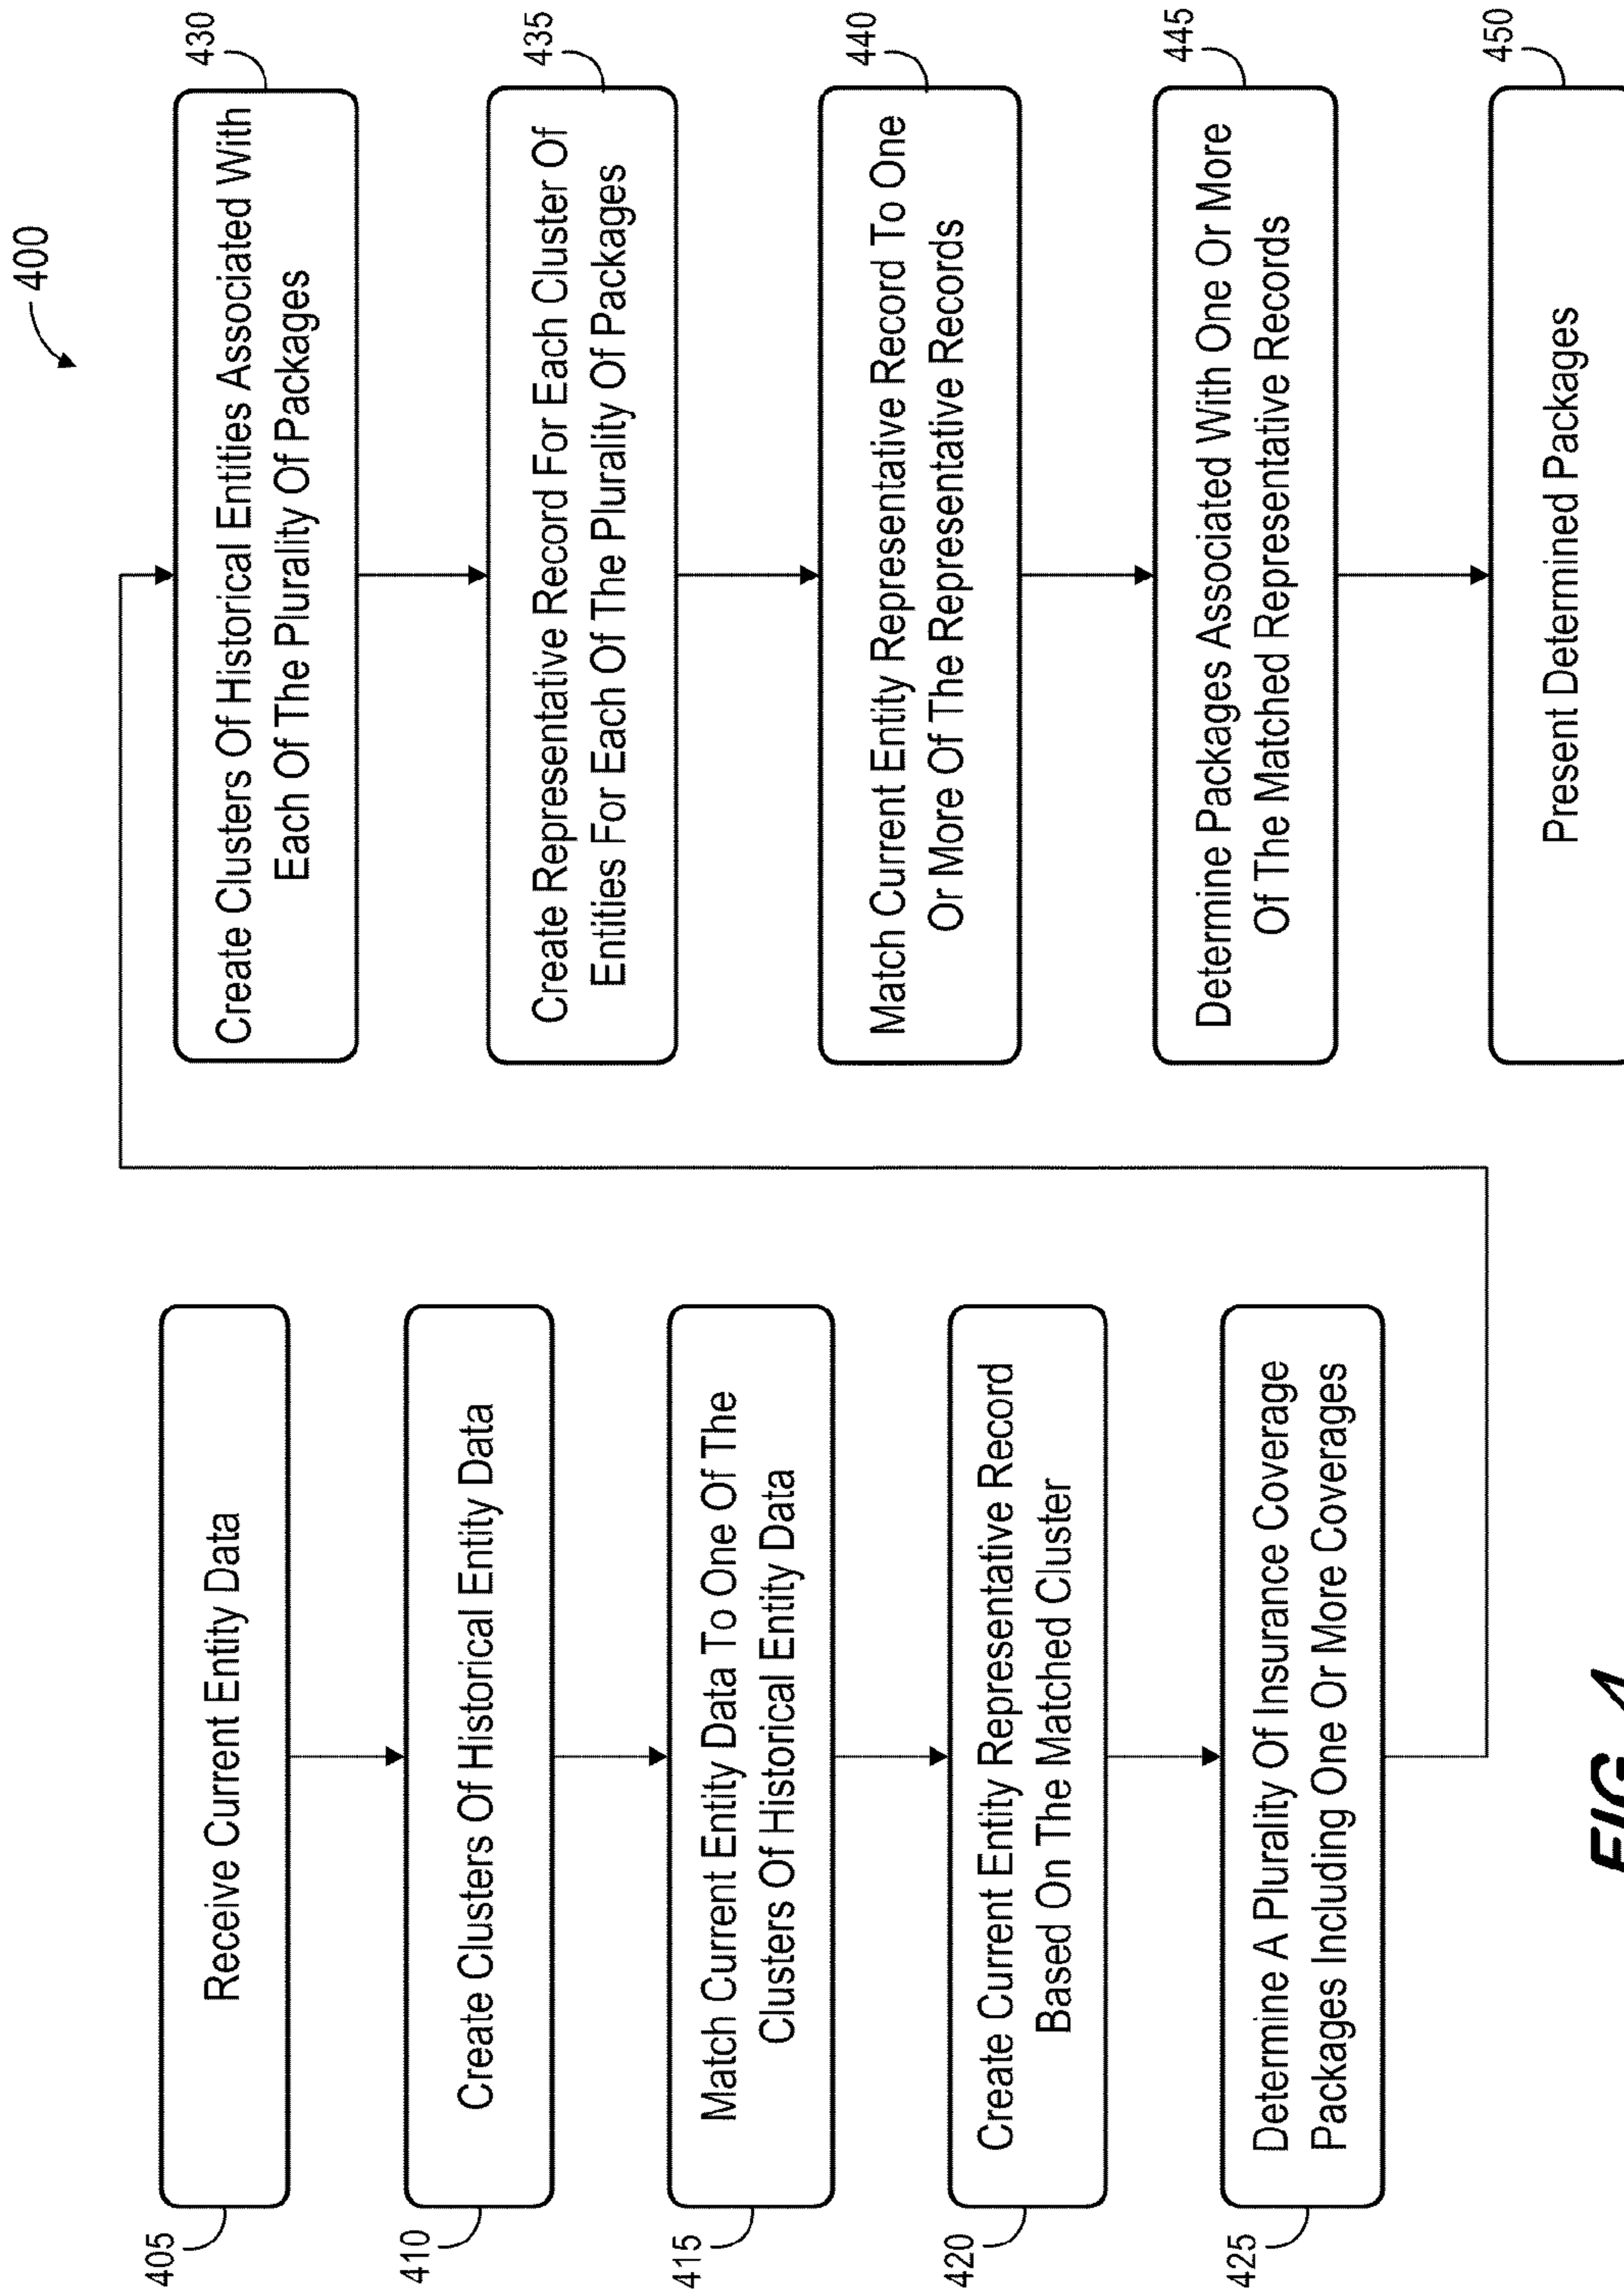 400
405
Receive Current Entity Data
410
Create Clusters Of Historical Entity Data
415
Match Current Entity Data To One Of The
Clusters Of Historical Entity Data
420
Create Current Entity Representative Record
Based On The Matched Cluster
425
Determine A Plurality Of Insurance Coverage
Packages Including One Or More Coverages
430
Create Clusters Of Historical Entities Associated With
Each Of The Plurality Of Packages
435
Create Representative Record For Each Cluster Of
Entities For Each Of The Plurality Of Packages
440
Match Current Entity Representative Record To One
Or More Of The Representative Records
445
Determine Packages Associated With One Or More
Of The Matched Representative Records
450
Present Determined Packages
FIG. 4